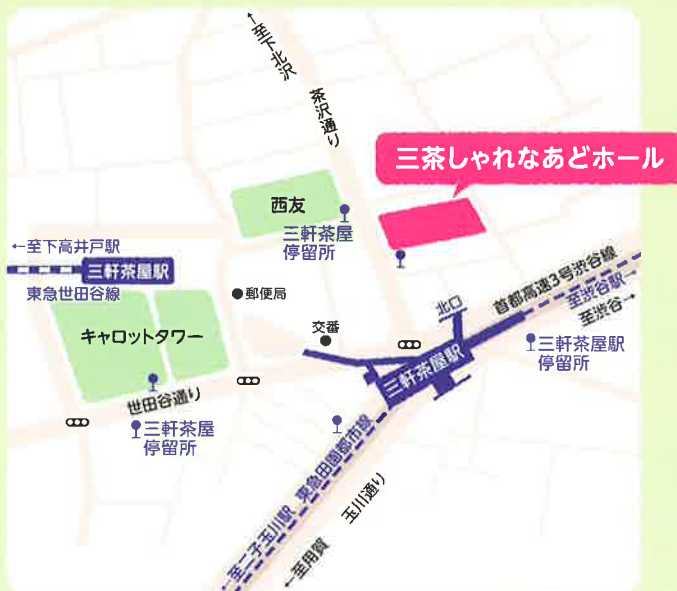 ←至下北沢
茶沢通り
三茶しゃれなあどホール
西友
三軒茶屋
停留所
←至下高井戸駅
三軒茶屋駅
東急世田谷線
●郵便局
キャロットタワー
交番
北口
首都高速3号渋谷線
至渋谷駅→
至渋谷→
三軒茶屋駅
三軒茶屋駅
停留所
世田谷通り
三軒茶屋
停留所
東急田園都市線
←至二子玉川駅
玉川通り
←至用賀